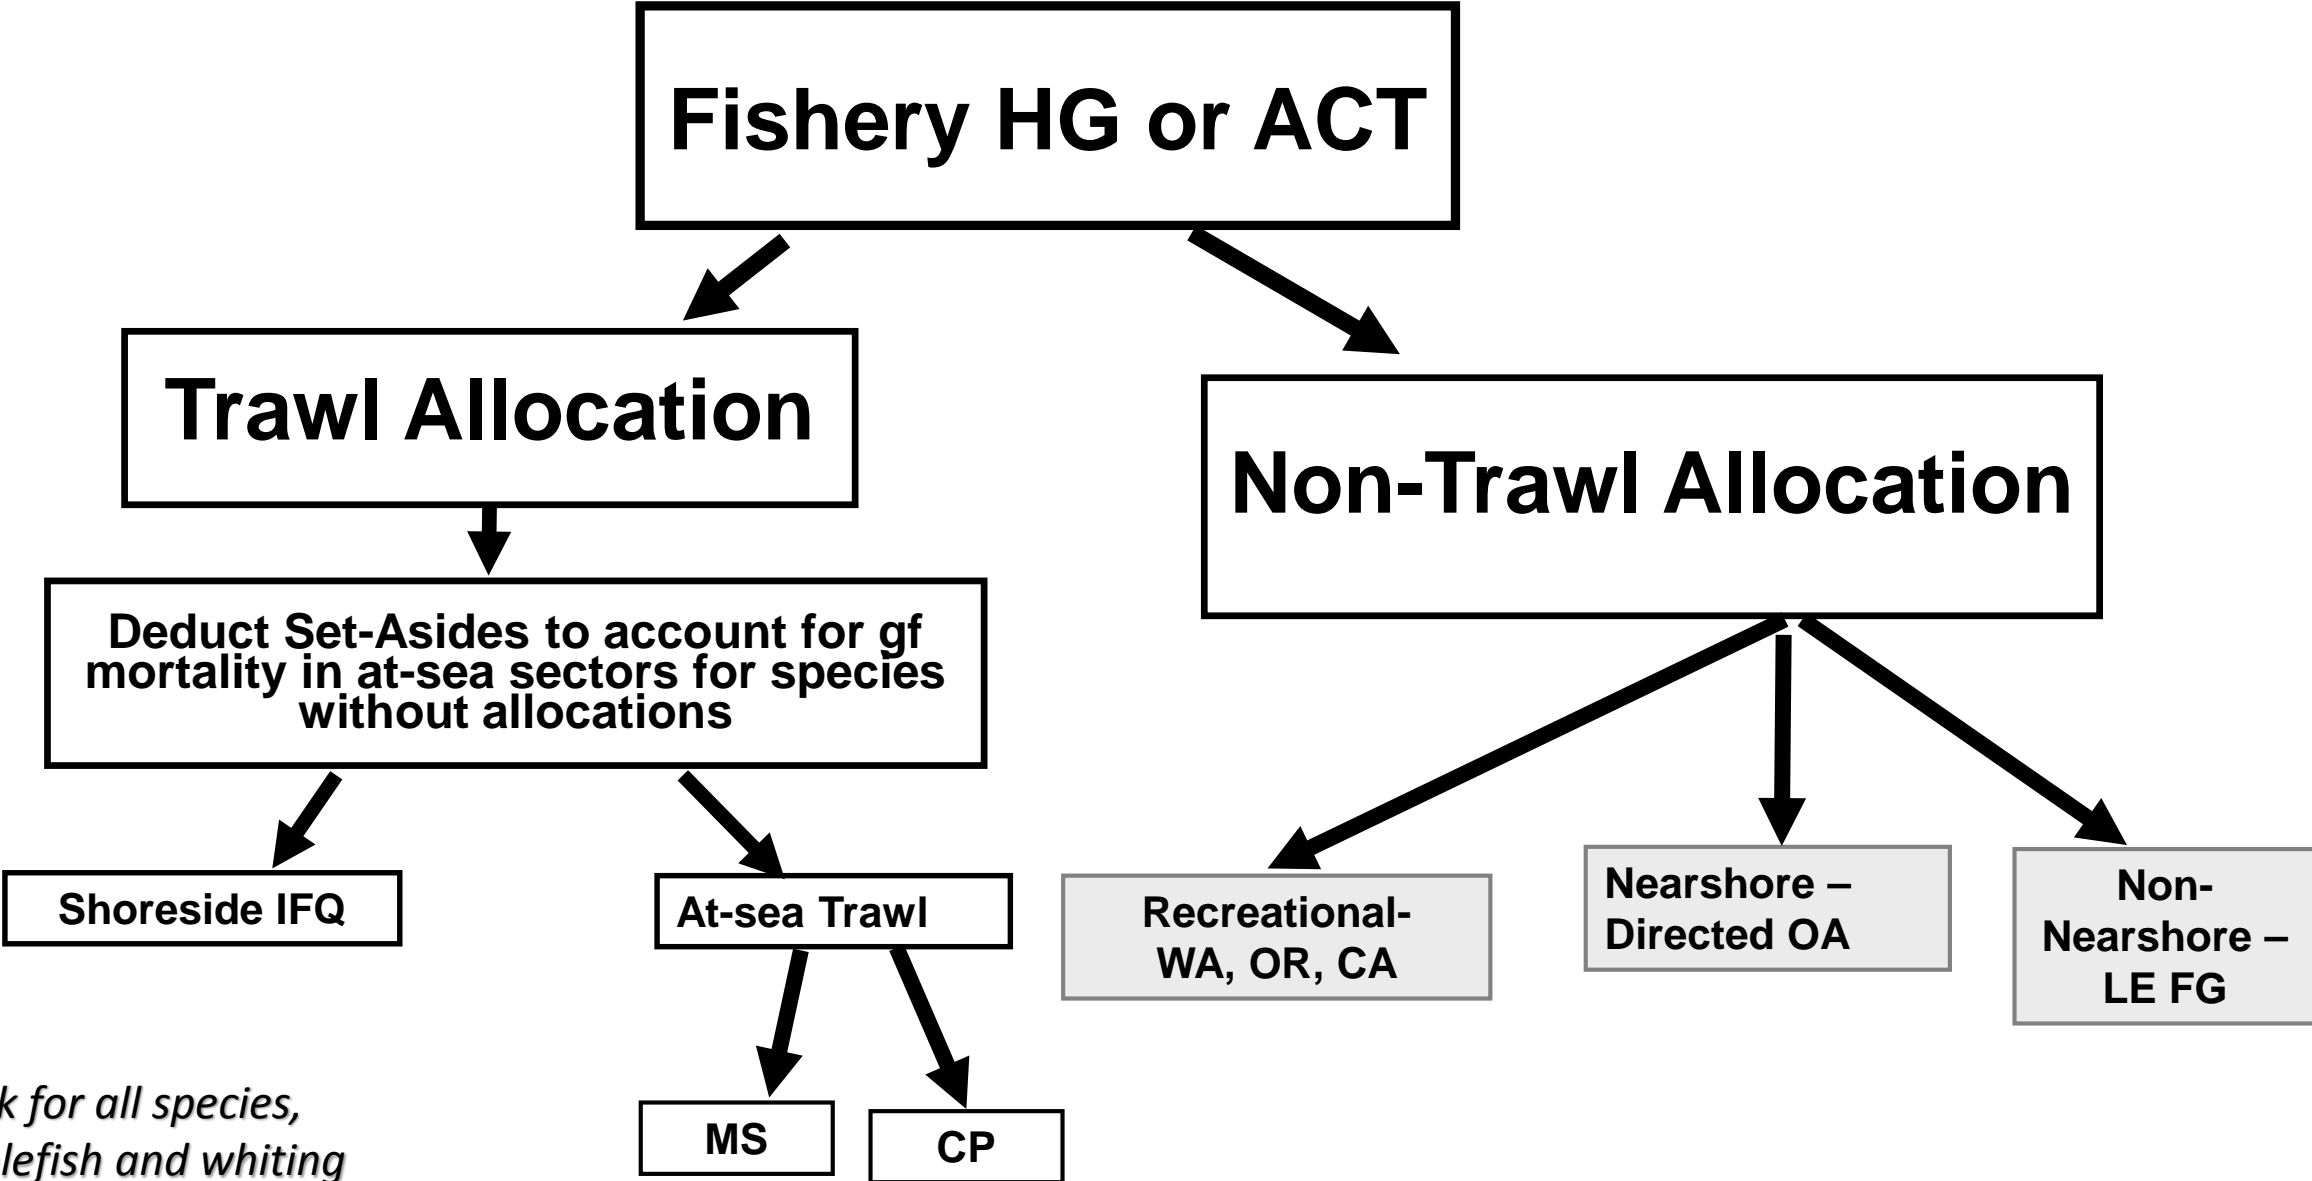 Fishery HG or ACT
Trawl Allocation
Non-Trawl Allocation
Deduct Set-Asides to account for gf
mortality in at-sea sectors for species
without allocations
Shoreside IFQ
At-sea Trawl
Recreational-
WA, OR, CA
Nearshore –
Directed OA
Non-
Nearshore –
LE FG
MS
CP
for all species,
and whiting